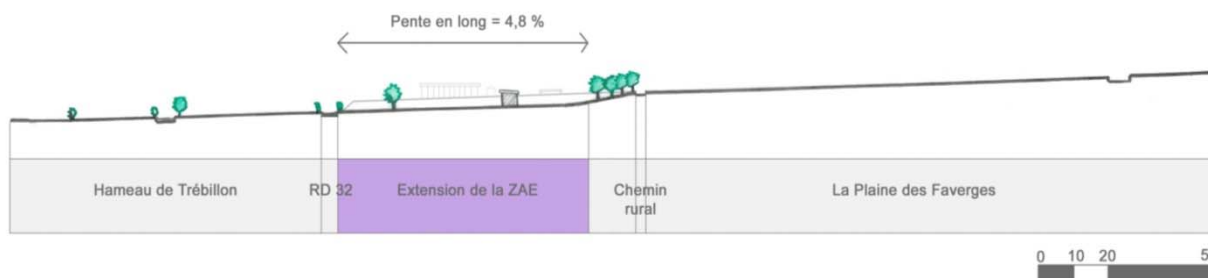 Pente en long = 4,8 %
Hameau de Trébillon
RD 32
Extension de la ZAE
Chemin
rural
La Plaine des Faverges
0 10 20